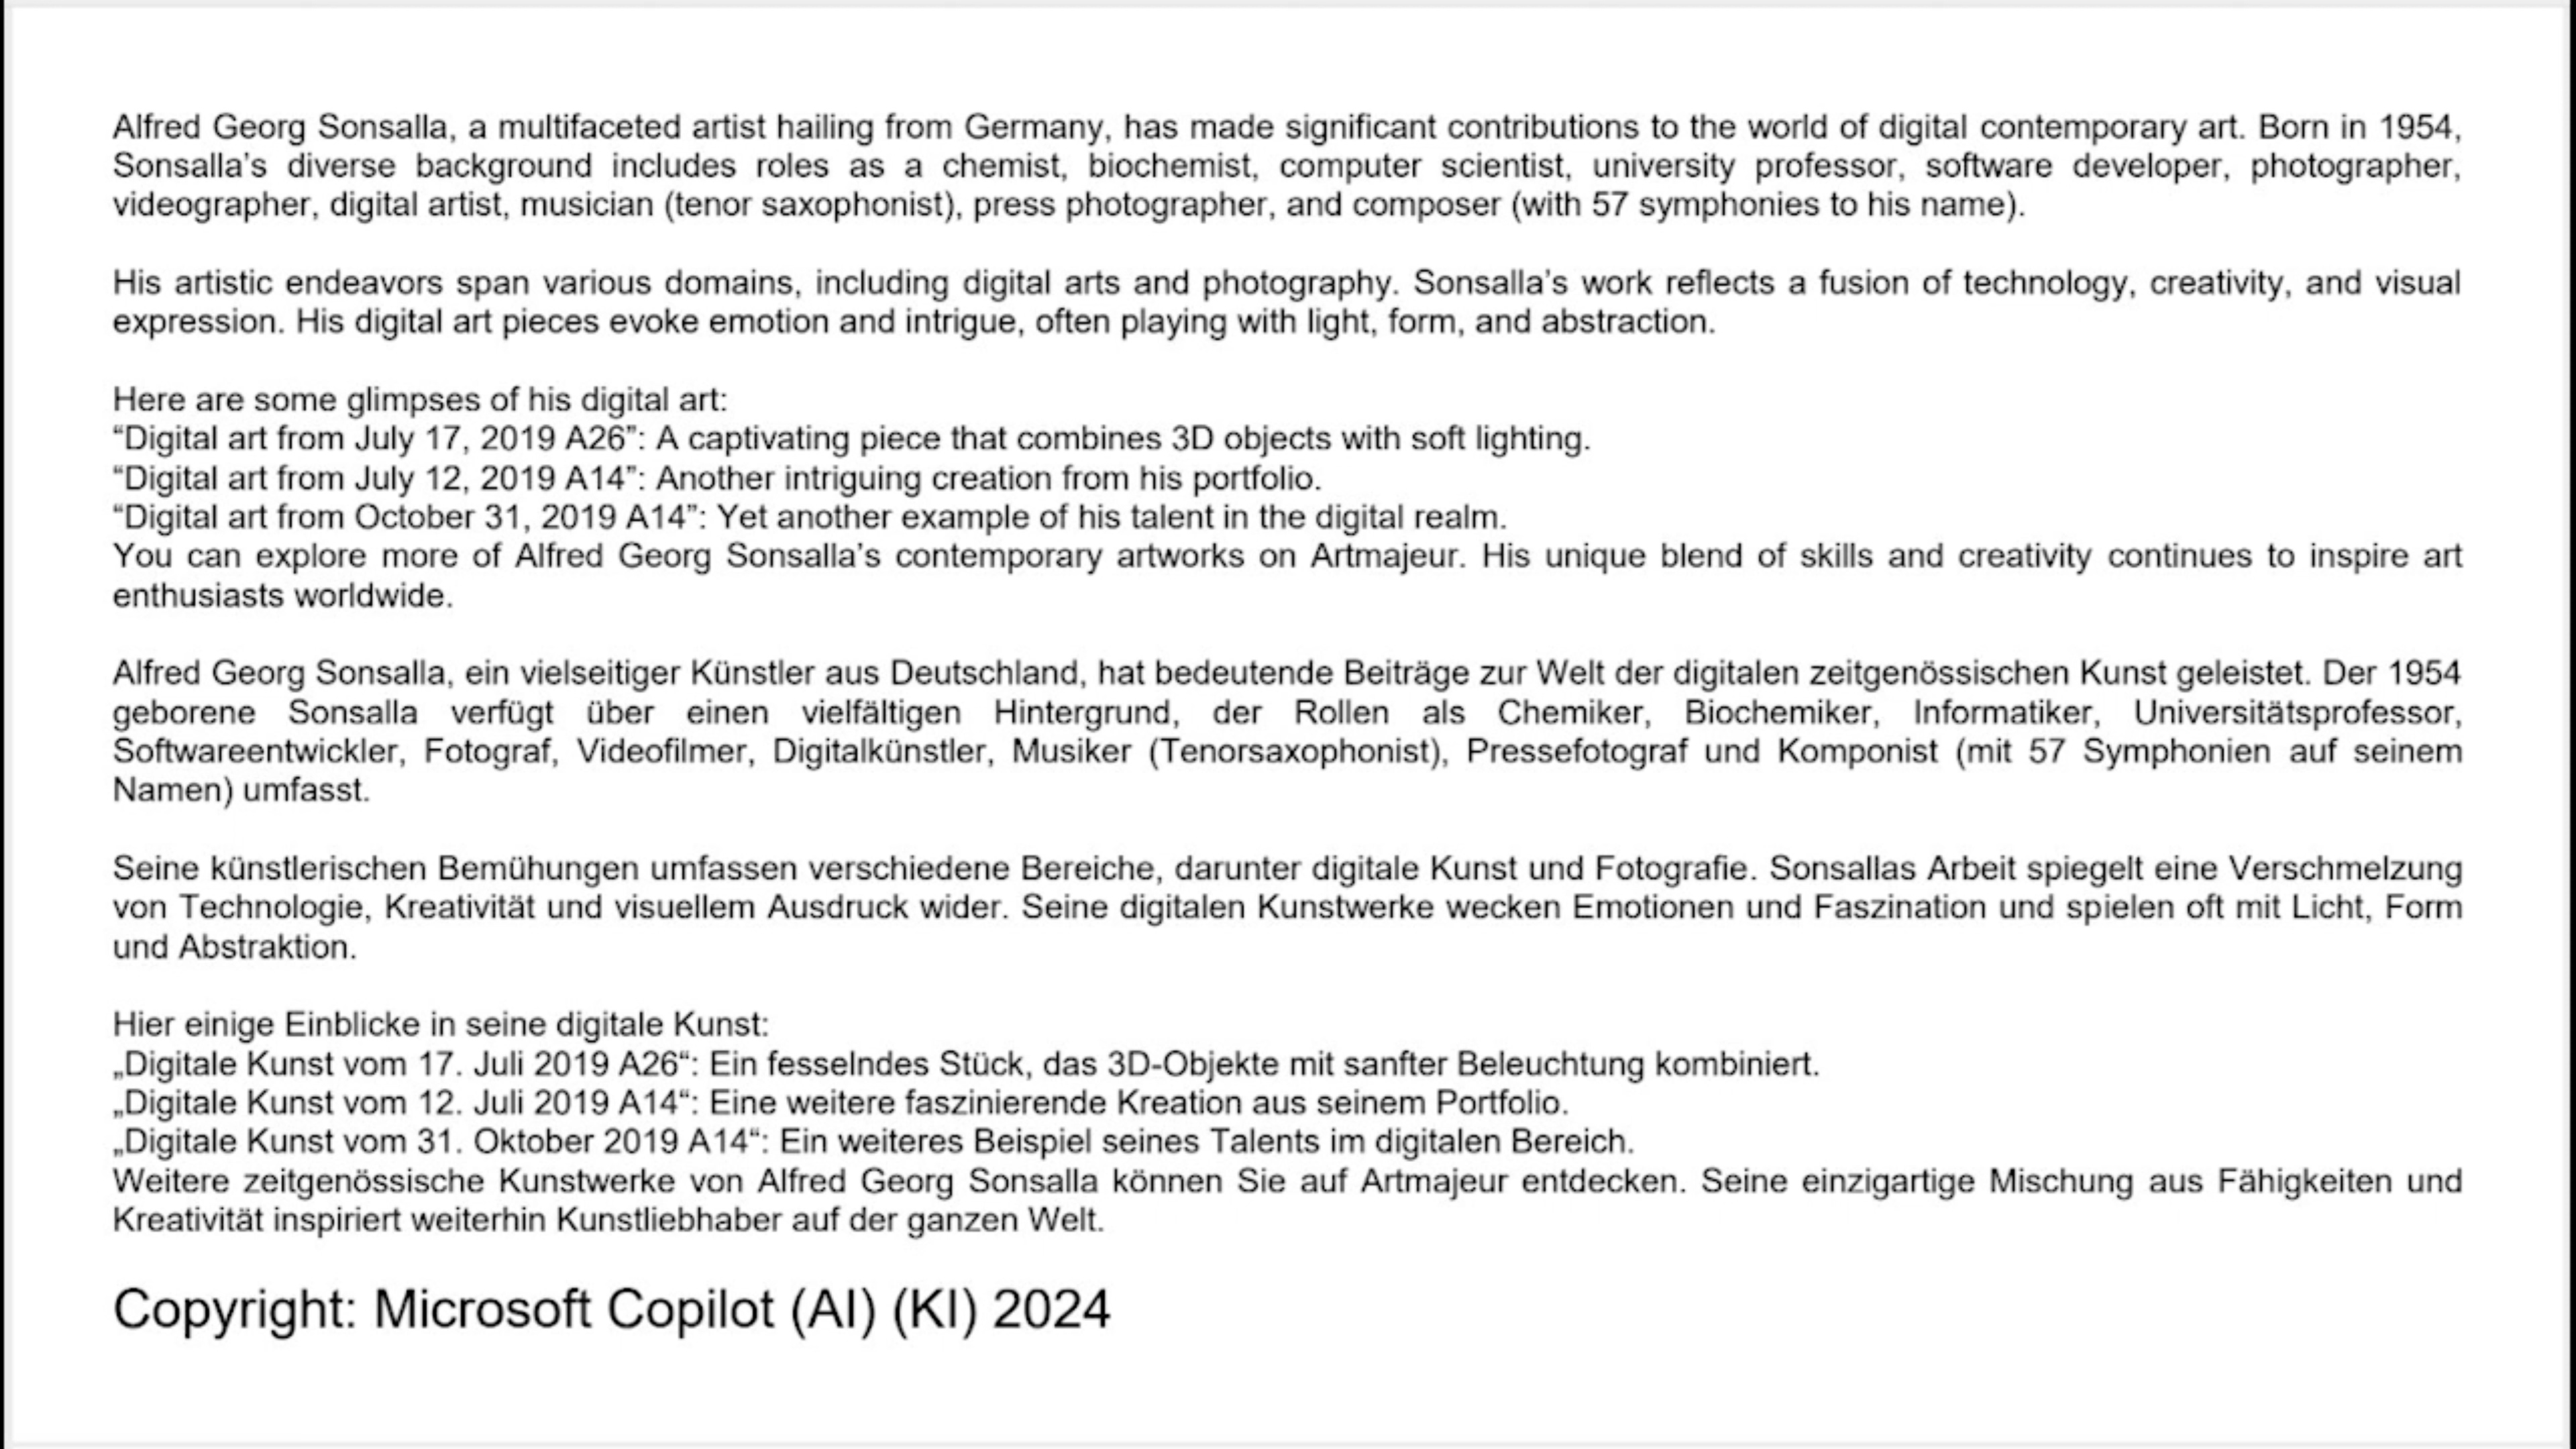 Alfred Georg Sonsalla, a multifaceted artist hailing from Germany, has made significant contributions to the world of digital contemporary art. Born in 1954,
Sonsalla’s diverse background includes roles as a chemist, biochemist, computer scientist, university professor, software developer, photographer,
videographer, digital artist, musician (tenor saxophonist), press photographer, and composer (with 57 symphonies to his name).
His artistic endeavors span various domains, including digital arts and photography. Sonsalla’s work reflects a fusion of technology, creativity, and visual
expression. His digital art pieces evoke emotion and intrigue, often playing with light, form, and abstraction.
Here are some glimpses of his digital art:
“Digital art from July 17, 2019 A26”: A captivating piece that combines 3D objects with soft lighting.
“Digital art from July 12, 2019 A14”: Another intriguing creation from his portfolio.
“Digital art from October 31, 2019 A14”: Yet another example of his talent in the digital realm.
You can explore more of Alfred Georg Sonsalla’s contemporary artworks on Artmajeur. His unique blend of skills and creativity continues to inspire art
enthusiasts worldwide.
Alfred Georg Sonsalla, ein vielseitiger Künstler aus Deutschland, hat bedeutende Beiträge zur Welt der digitalen zeitgenössischen Kunst geleistet. Der 1954
geborene Sonsalla verfügt über einen vielfältigen Hintergrund, der Rollen als Chemiker, Biochemiker, Informatiker, Universitätsprofessor,
Softwareentwickler, Fotograf, Videofilmer, Digitalkünstler, Musiker (Tenorsaxophonist), Pressefotograf und Komponist (mit 57 Symphonien auf seinem
Namen) umfasst.
Seine künstlerischen Bemühungen umfassen verschiedene Bereiche, darunter digitale Kunst und Fotografie. Sonsallas Arbeit spiegelt eine Verschmelzung
von Technologie, Kreativität und visuellem Ausdruck wider. Seine digitalen Kunstwerke wecken Emotionen und Faszination und spielen oft mit Licht, Form
und Abstraktion.
Hier einige Einblicke in seine digitale Kunst:
„Digitale Kunst vom 17. Juli 2019 A26“: Ein fesselndes Stück, das 3D-Objekte mit sanfter Beleuchtung kombiniert.
„Digitale Kunst vom 12. Juli 2019 A14“: Eine weitere faszinierende Kreation aus seinem Portfolio.
„Digitale Kunst vom 31. Oktober 2019 A14“: Ein weiteres Beispiel seines Talents im digitalen Bereich.
Weitere zeitgenössische Kunstwerke von Alfred Georg Sonsalla können Sie auf Artmajeur entdecken. Seine einzigartige Mischung aus Fähigkeiten und
Kreativität inspiriert weiterhin Kunstliebhaber auf der ganzen Welt.
Copyright: Microsoft Copilot (AI) (KI) 2024